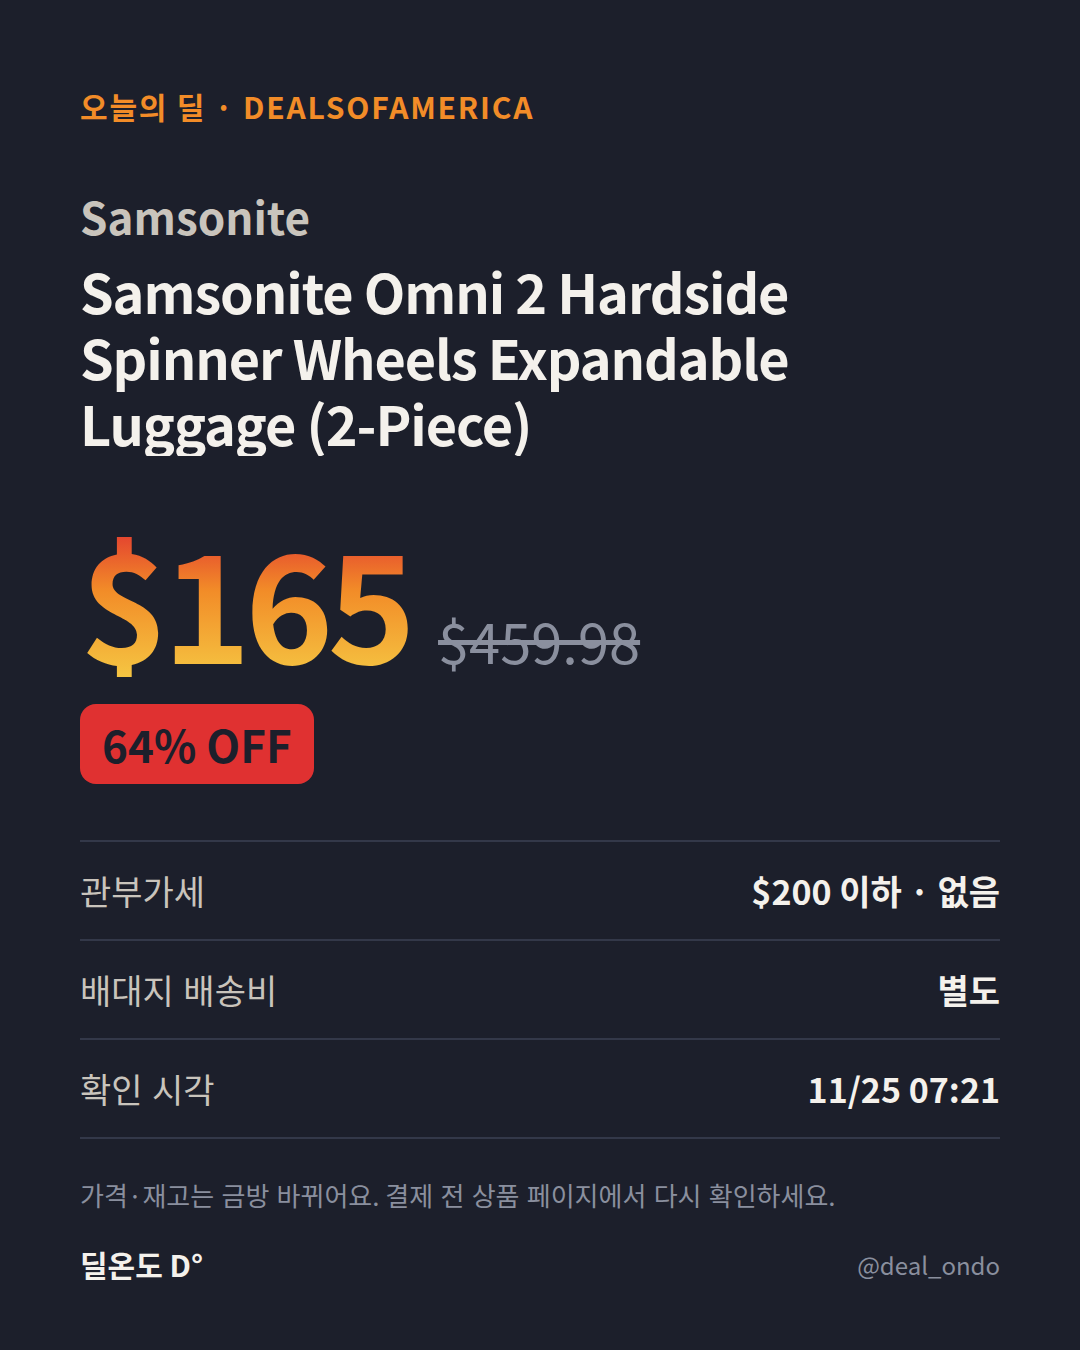 오늘의 딜 · DEALSOFAMERICA
Samsonite
Samsonite Omni 2 Hardside
Spinner Wheels Expandable
Luggage (2-Piece)
$165 $459.98
64% OFF
관부가세 $200 이하 · 없음
배대지 배송비 별도
확인 시각 11/25 07:21
가격·재고는 금방 바뀌어요. 결제 전 상품 페이지에서 다시 확인하세요.
딜온도 D° @deal_ondo